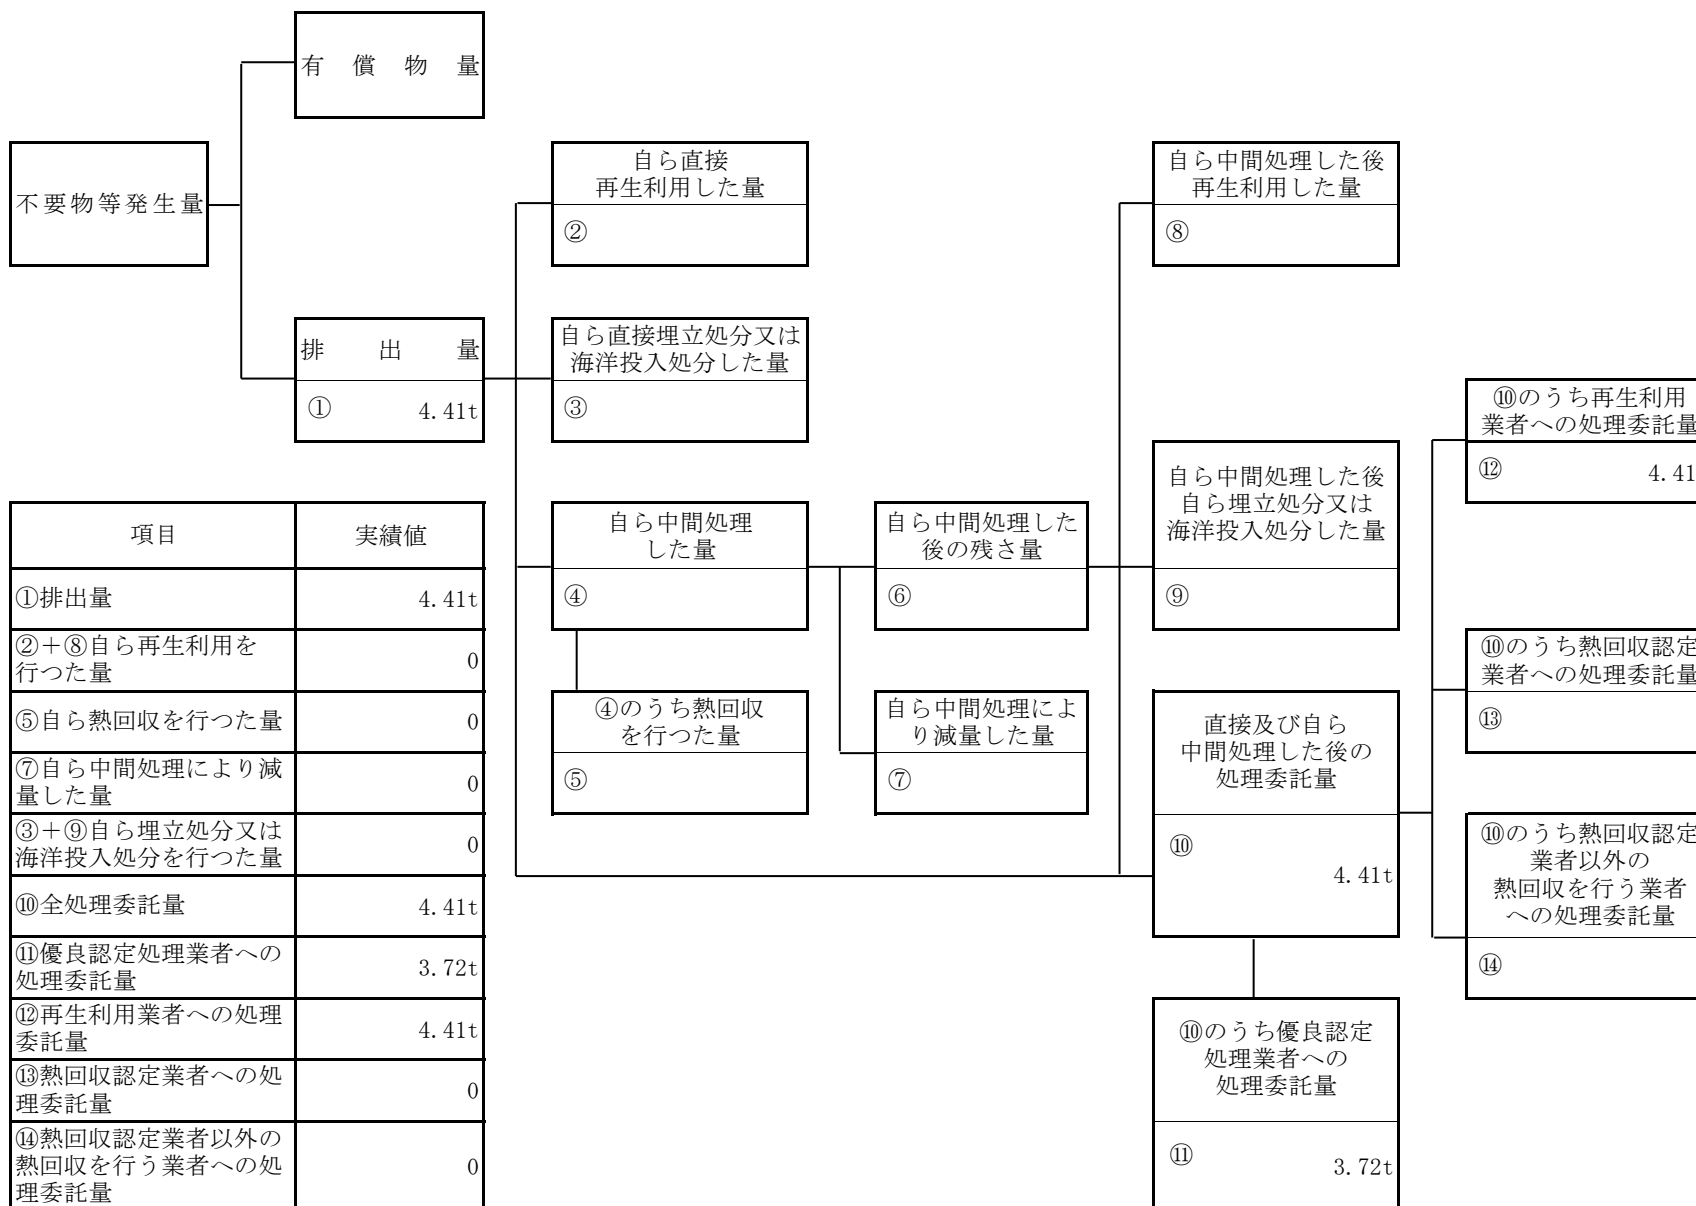 有償物量
不要物等発生量
排出量
① 4.41t
自ら直接
再生利用した量
②
自ら直接埋立処分又は
海洋投入処分した量
③
自ら中間処理
した量
④
④のうち熱回収
を行つた量
⑤
自ら中間処理した
後の残さ量
⑥
自ら中間処理によ
り減量した量
⑦
自ら中間処理した後
再生利用した量
⑧
自ら中間処理した後
自ら埋立処分又は
海洋投入処分した量
⑨
直接及び自ら
中間処理した後の
処理委託量
⑩
4.41t
⑩のうち優良認定
処理業者への
処理委託量
⑪ 3.72t
⑩のうち再生利用
業者への処理委託量
⑫ 4.41
⑩のうち熱回収認定
業者への処理委託量
⑬
⑩のうち熱回収認定
業者以外の
熱回収を行う業者
への処理委託量
⑭
項目 実績値
①排出量 4.41t
②+⑧自ら再生利用を
行つた量 0
⑤自ら熱回収を行つた量 0
⑦自ら中間処理により減
量した量 0
③+⑨自ら埋立処分又は
海洋投入処分を行つた量 0
⑩全処理委託量 4.41t
⑪優良認定処理業者への
処理委託量 3.72t
⑫再生利用業者への処理
委託量 4.41t
⑬熱回収認定業者への処
理委託量 0
⑭熱回収認定業者以外の
熱回収を行う業者への処
理委託量 0